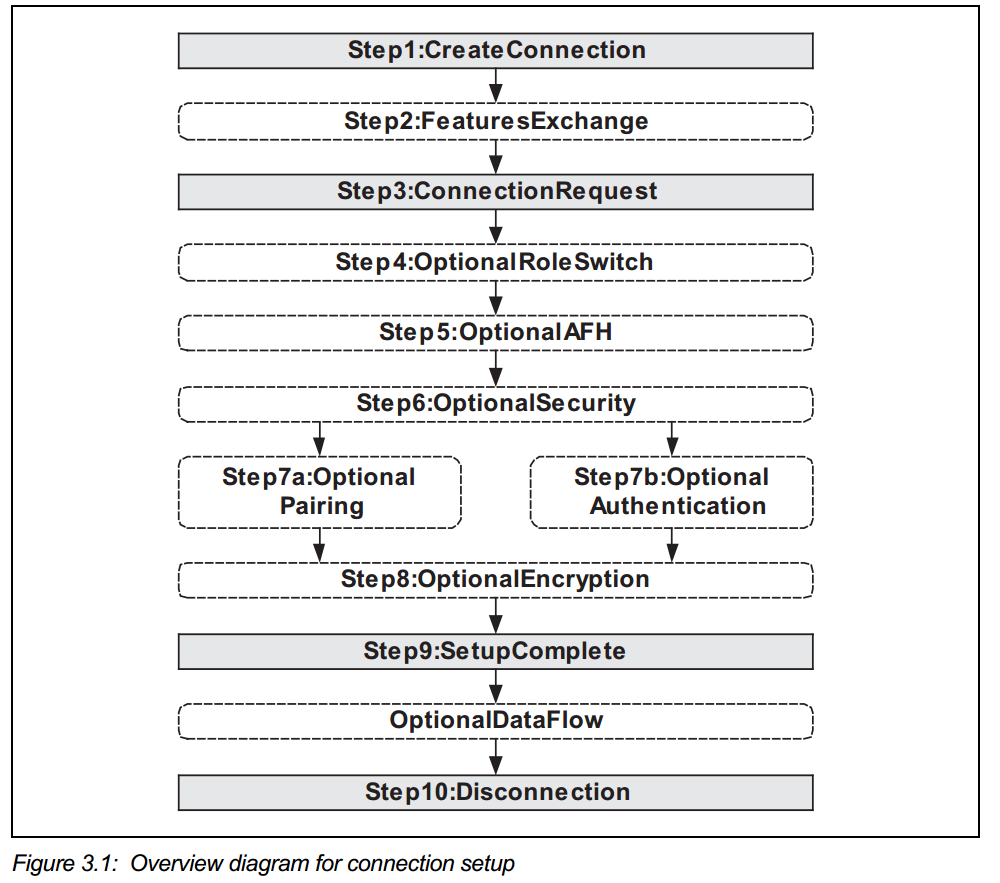 Step1:CreateConnection
Step2:FeaturesExchange
Step3:ConnectionRequest
Step4:OptionalRoleSwitch
Step5:OptionalAFH
Step6:OptionalSecurity
Step7a:Optional
Pairing
Step7b:Optional
Authentication
Step8:OptionalEncryption
Step9:SetupComplete
OptionalDataFlow
Step10:Disconnection
Figure 3.1: Overview diagram for connection setup